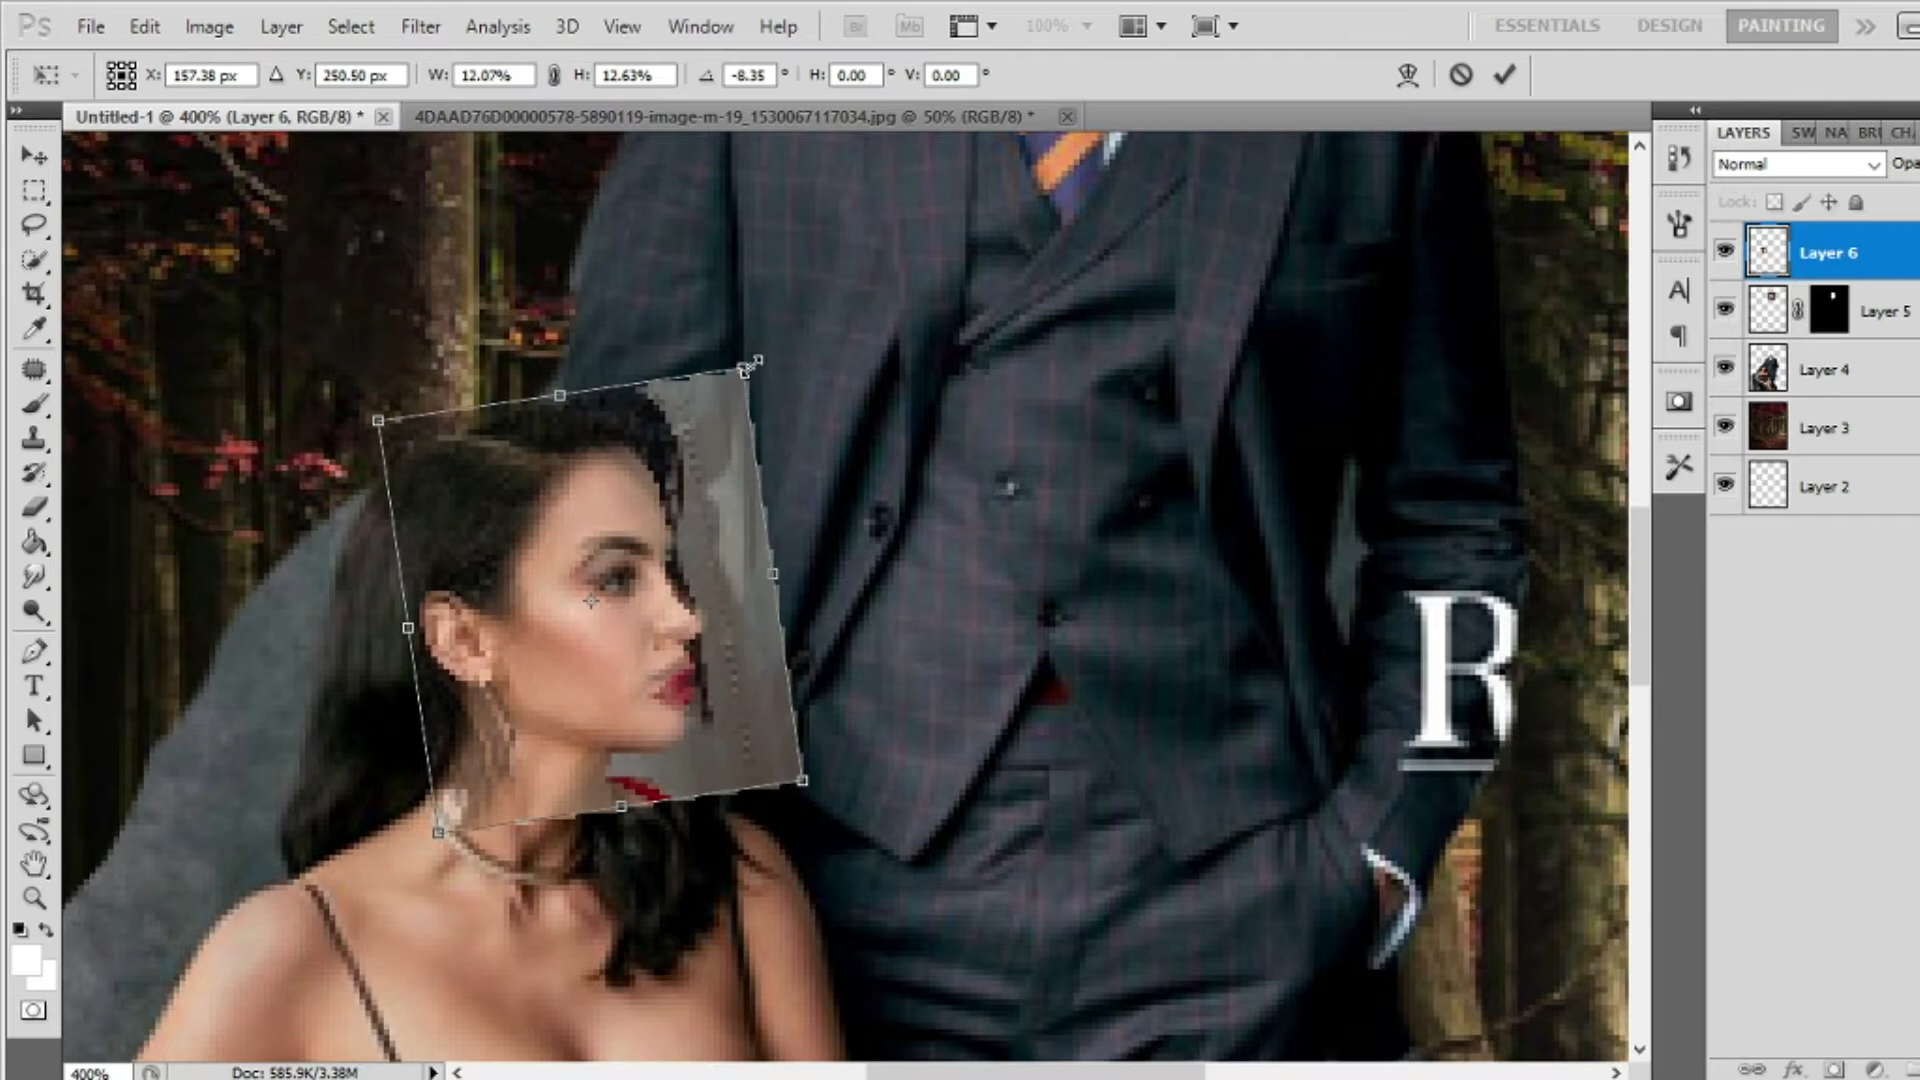 Ps File Edit Image Layer Select Filter Analysis 3D View Window Help Br Mb 100% ESSENTIALS DESIGN PAINTING
X: 157.38 px Y: 250.50 px W: 12.07% H: 12.63% -8.35 ° H: 0.00 ° V: 0.00 °
Untitled-1 @ 400% (Layer 6, RGB/8) * 4DAAD76D00000578-5890119-image-m-19_1530067117034.jpg @ 50% (RGB/8) *
LAYERS SW NA BRU CH
Normal Opa
Lock:
Layer 6
Layer 5
Layer 4
Layer 3
Layer 2
R
400% Doc: 585.9K/3.38M